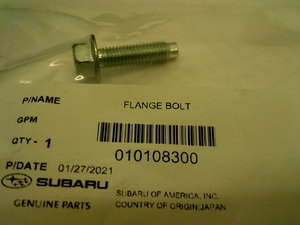 P/NAME FLANGE BOLT
GPM
QTY - 1
010108300
P/DATE 01/27/2021
SUBARU
SUBARU OF AMERICA, INC.
GENUINE PARTS
COUNTRY OF ORIGIN:JAPAN